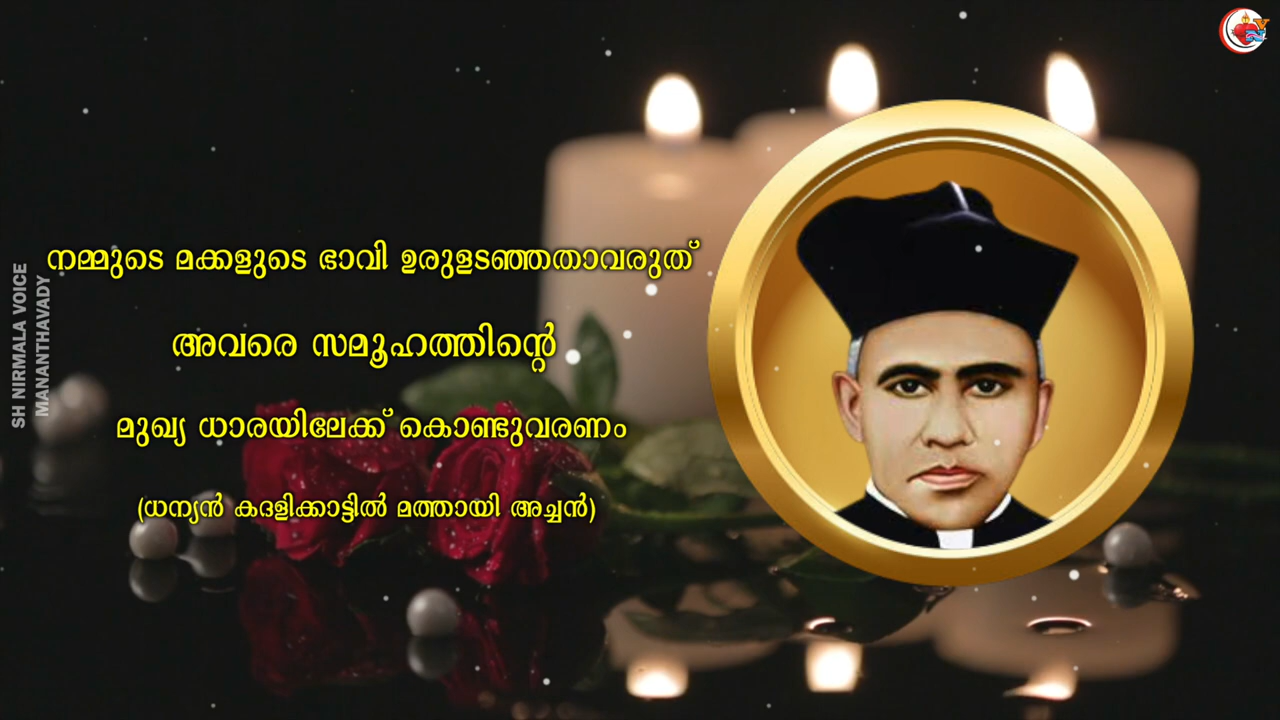 നമ്മുടെ മക്കളുടെ ഭാവി ഉരുളടഞ്ഞതാവരുത്
അവരെ സമൂഹത്തിന്റെ
മുഖ്യ ധാരയിലേക്ക് കൊണ്ടുവരണം
(ധന്യൻ കദളിക്കാട്ടിൽ മത്തായി അച്ചൻ)
SH NIRMALA VOICE
MANANTHAVADY